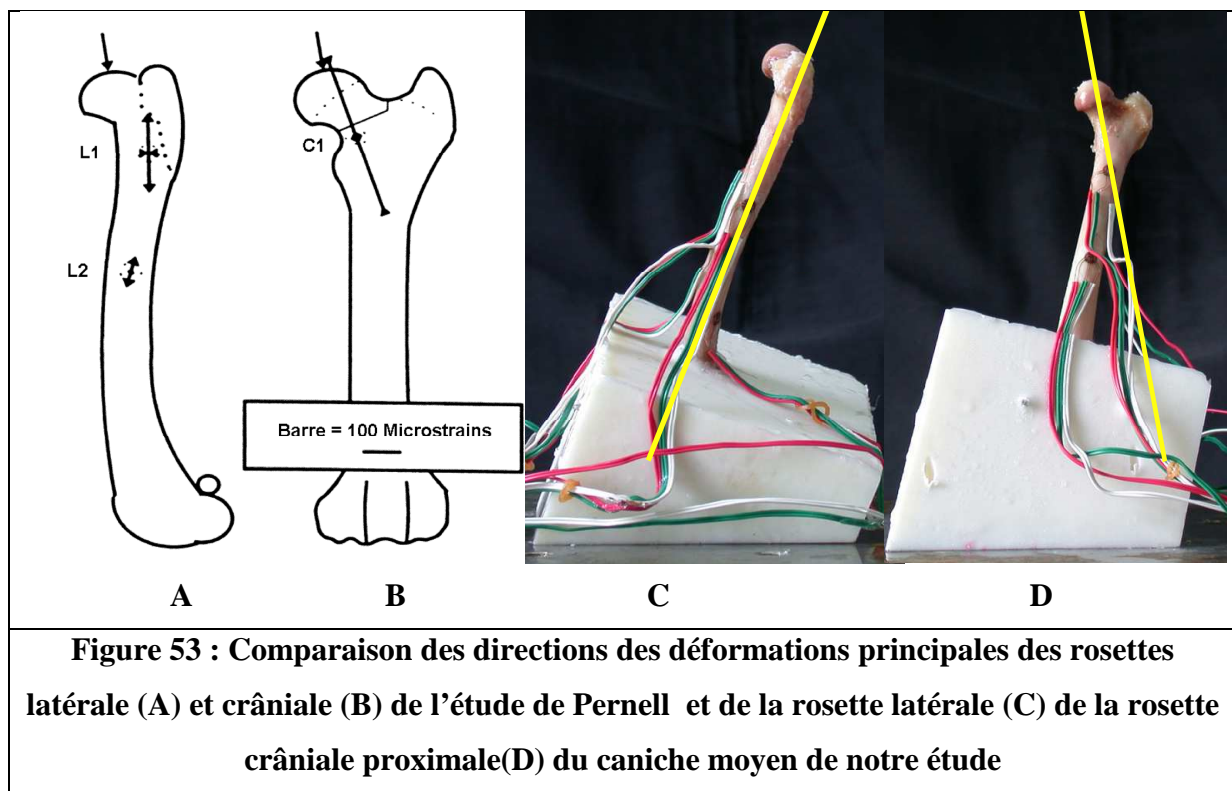 L1
L2
C1
Barre = 100 Microstrains
A B C D
Figure 53 : Comparaison des directions des déformations principales des rosettes
latérale (A) et crâniale (B) de l’étude de Pernell et de la rosette latérale (C) de la rosette
crâniale proximale(D) du caniche moyen de notre étude